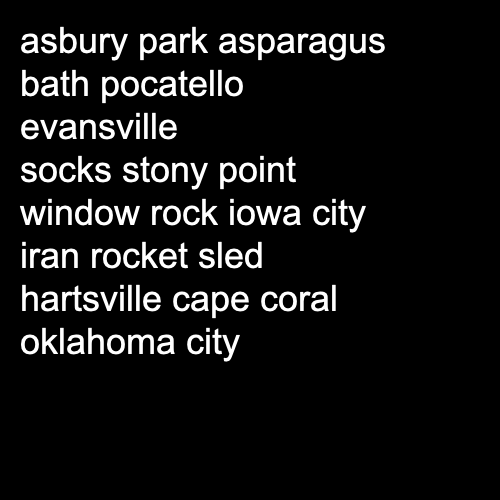 asbury park asparagus
bath pocatello
evansville
socks stony point
window rock iowa city
iran rocket sled
hartsville cape coral
oklahoma city